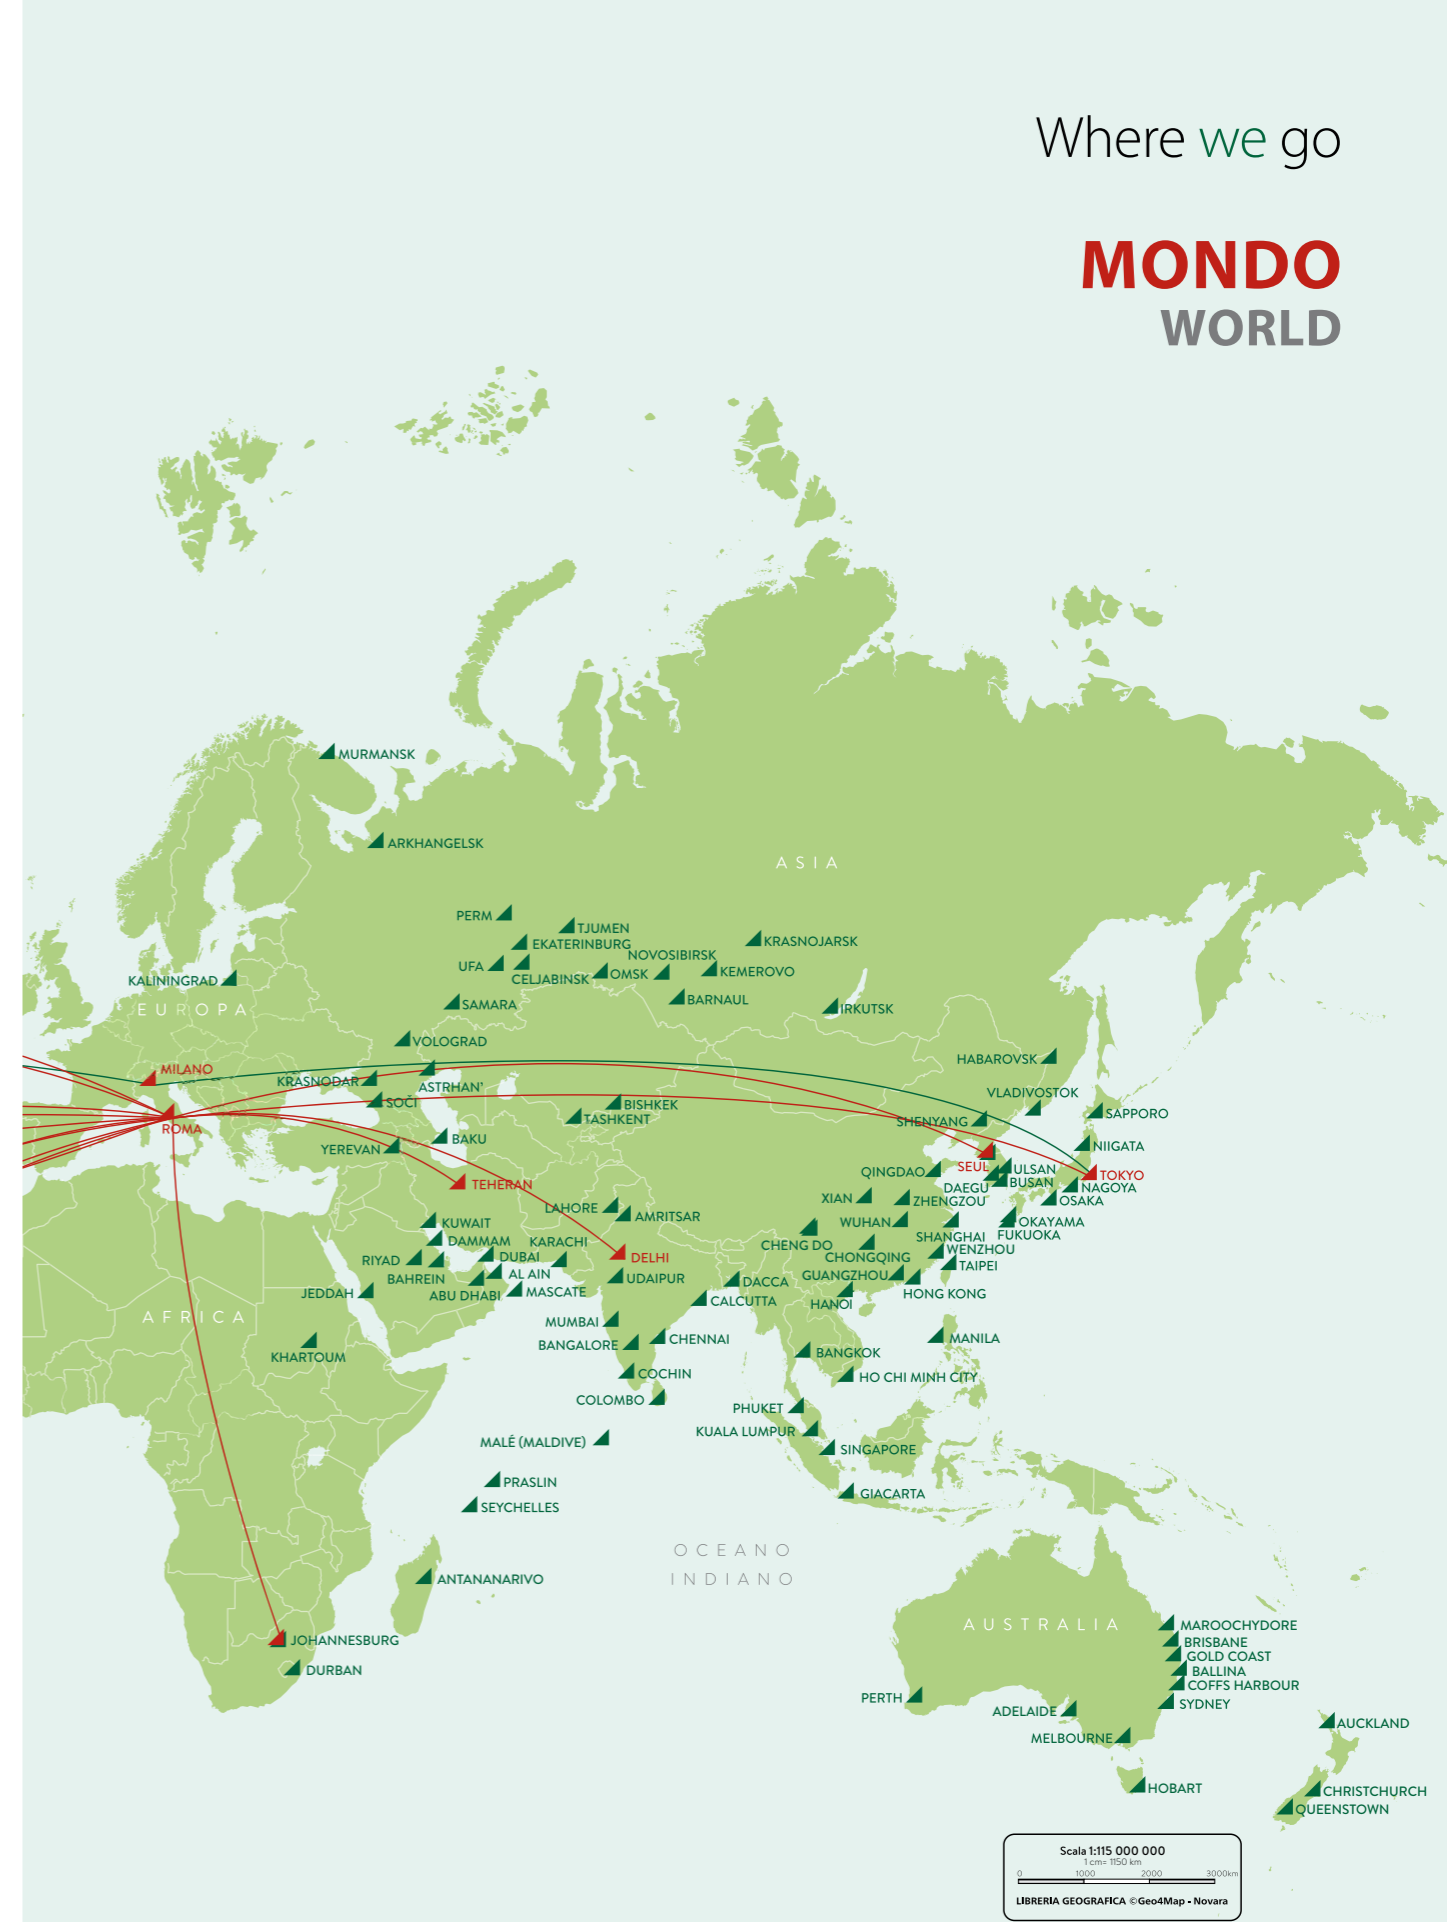 Where we go
MONDO
WORLD
MURMANSK
ARKHANGELSK
ASIA
PERM
TJUMEN
EKATERINBURG
KRASNOJARSK
NOVOSIBIRSK
UFA
CELJABINSK
OMSK
KEMEROVO
KALININGRAD
EUROPA
SAMARA
BARNAUL
IRKUTSK
VOLOGRAD
HABAROVSK
MILANO
KRASNODAR
ASTRHAN'
VLADIVOSTOK
SOČI
BISHKEK
TASHKENT
SHENYANG
SAPPORO
ROMA
YEREVAN
BAKU
NIIGATA
TEHERAN
QINGDAO
SEUL
ULSAN
TOKYO
DAEGU
BUSAN
NAGOYA
XIAN
ZHENGZOU
OSAKA
LAHORE
AMRITSAR
KUWAIT
WUHAN
OKAYAMA
DAMMAM
KARACHI
CHENG DO
SHANGHAI
FUKUOKA
RIYAD
DUBAI
DELHI
CHONGQING
WENZHOU
BAHREIN
AL AIN
UDAIPUR
DACCA
GUANGZHOU
TAIPEI
JEDDAH
ABU DHABI
MASCATE
CALCUTTA
HANOI
HONG KONG
AFRICA
MUMBAI
KHARTOUM
BANGALORE
CHENNAI
MANILA
BANGKOK
COCHIN
HO CHI MINH CITY
COLOMBO
PHUKET
KUALA LUMPUR
MALÉ (MALDIVE)
SINGAPORE
PRASLIN
GIACARTA
SEYCHELLES
OCEANO
INDIANO
ANTANANARIVO
AUSTRALIA
MAROOCHYDORE
JOHANNESBURG
BRISBANE
GOLD COAST
DURBAN
BALLINA
COFFS HARBOUR
PERTH
SYDNEY
ADELAIDE
AUCKLAND
MELBOURNE
HOBART
CHRISTCHURCH
QUEENSTOWN
Scala 1:115 000 000
1 cm= 1150 km
0 1000 2000 3000km
LIBRERIA GEOGRAFICA ©Geo4Map - Novara